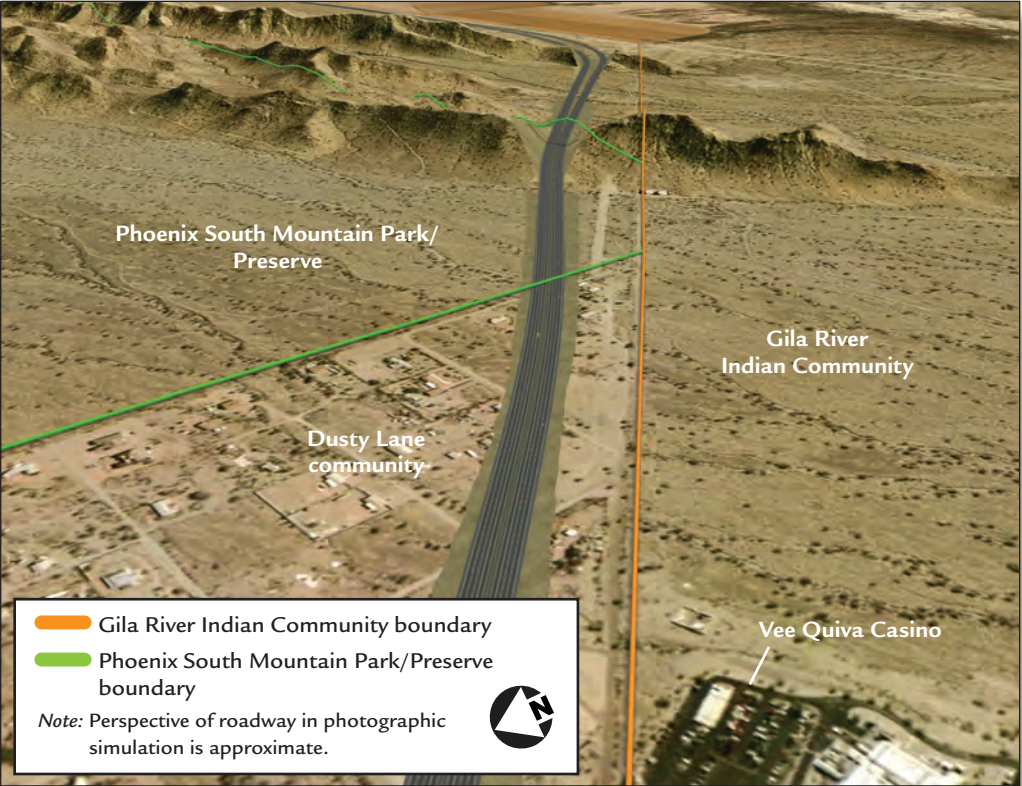 Phoenix South Mountain Park/
Preserve
Gila River
Indian Community
Dusty Lane
community
Vee Quiva Casino
Gila River Indian Community boundary
Phoenix South Mountain Park/Preserve
boundary
Note: Perspective of roadway in photographic
simulation is approximate.
N